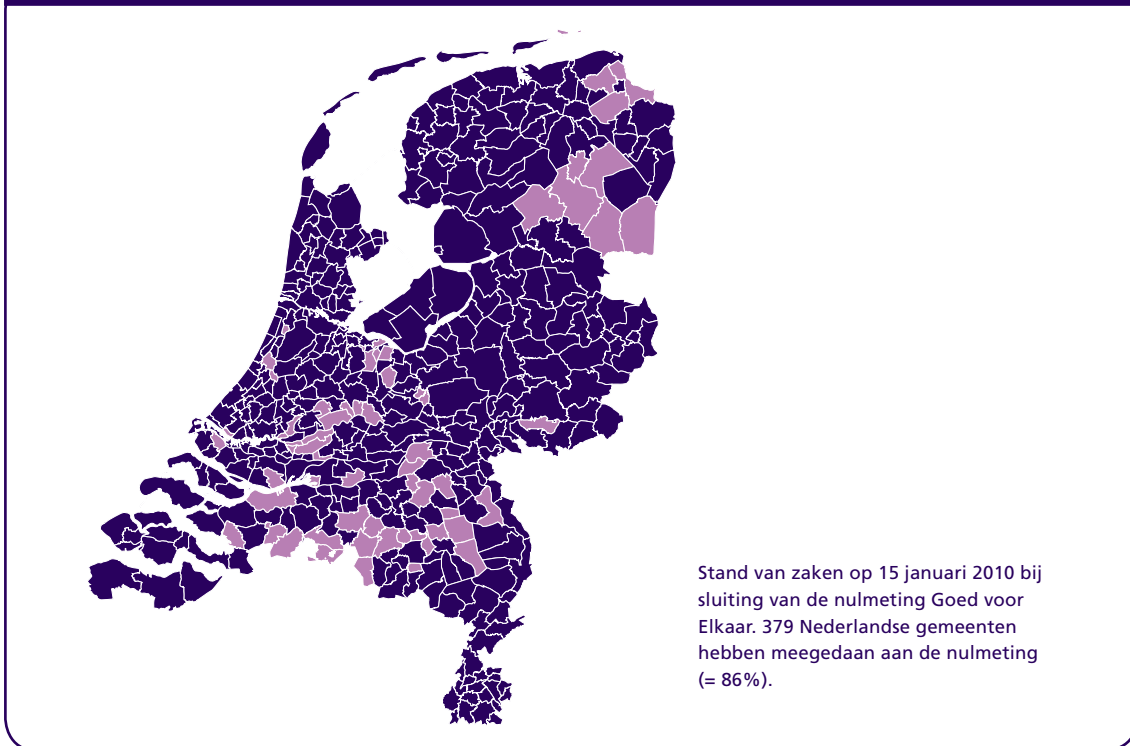 Stand van zaken op 15 januari 2010 bij
sluiting van de nulmeting Goed voor
Elkaar. 379 Nederlandse gemeenten
hebben meegedaan aan de nulmeting
(= 86%).